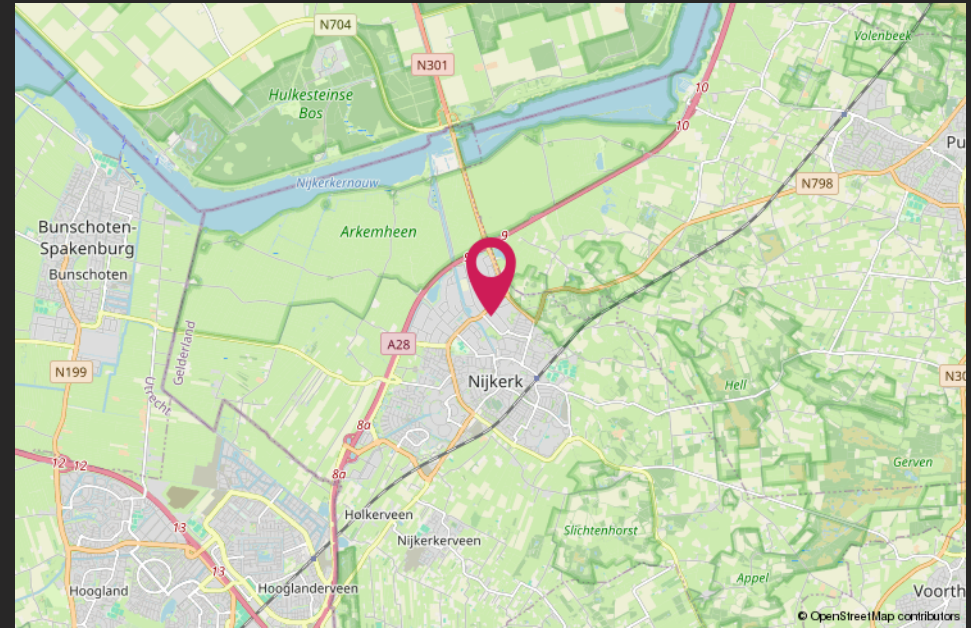 N704
Volenbeek
N301
10
Hulkesteinse
Bos
10
Pu
Nijkerkernouw
N798
Bunschoten-
Spakenburg
Arkemheen
9
Bunschoten
Gelderland
A28
N199
Nijkerk
N30
Hell
Utrecht
8a
Gerven
12
12
8a
Holkerveen
13
Slichtenhorst
Nijkerkerveen
13
Appel
Hoogland
Hooglanderveen
Voorth
© OpenStreetMap contributors